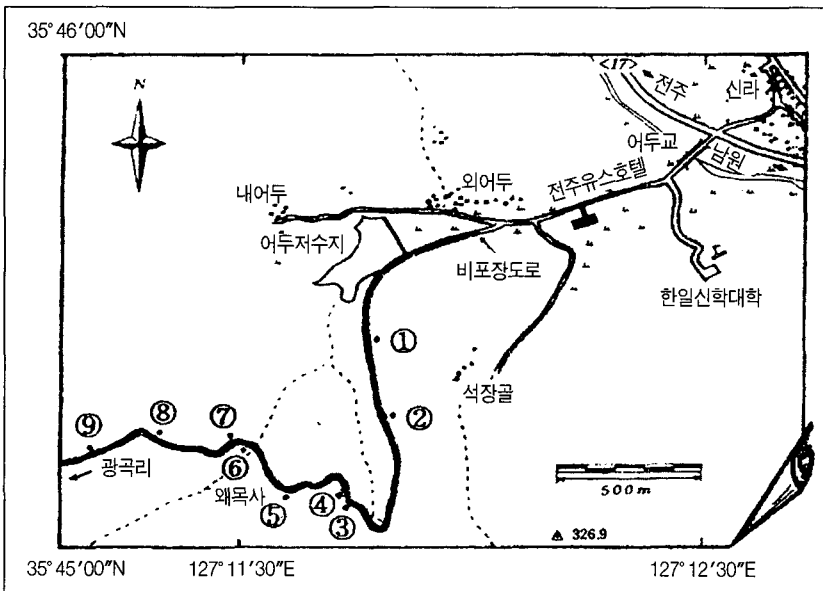 35°46′00″N
N
<17>
전주
신라
어두교
남원
전주유스호텔
외어두
내어두
어두저수지
비포장도로
한일신학대학
①
석장골
②
⑧
⑦
⑨
⑥
광곡리
왜목사
⑤
④
③
500m
326.9
35°45′00″N
127°11′30″E
127°12′30″E